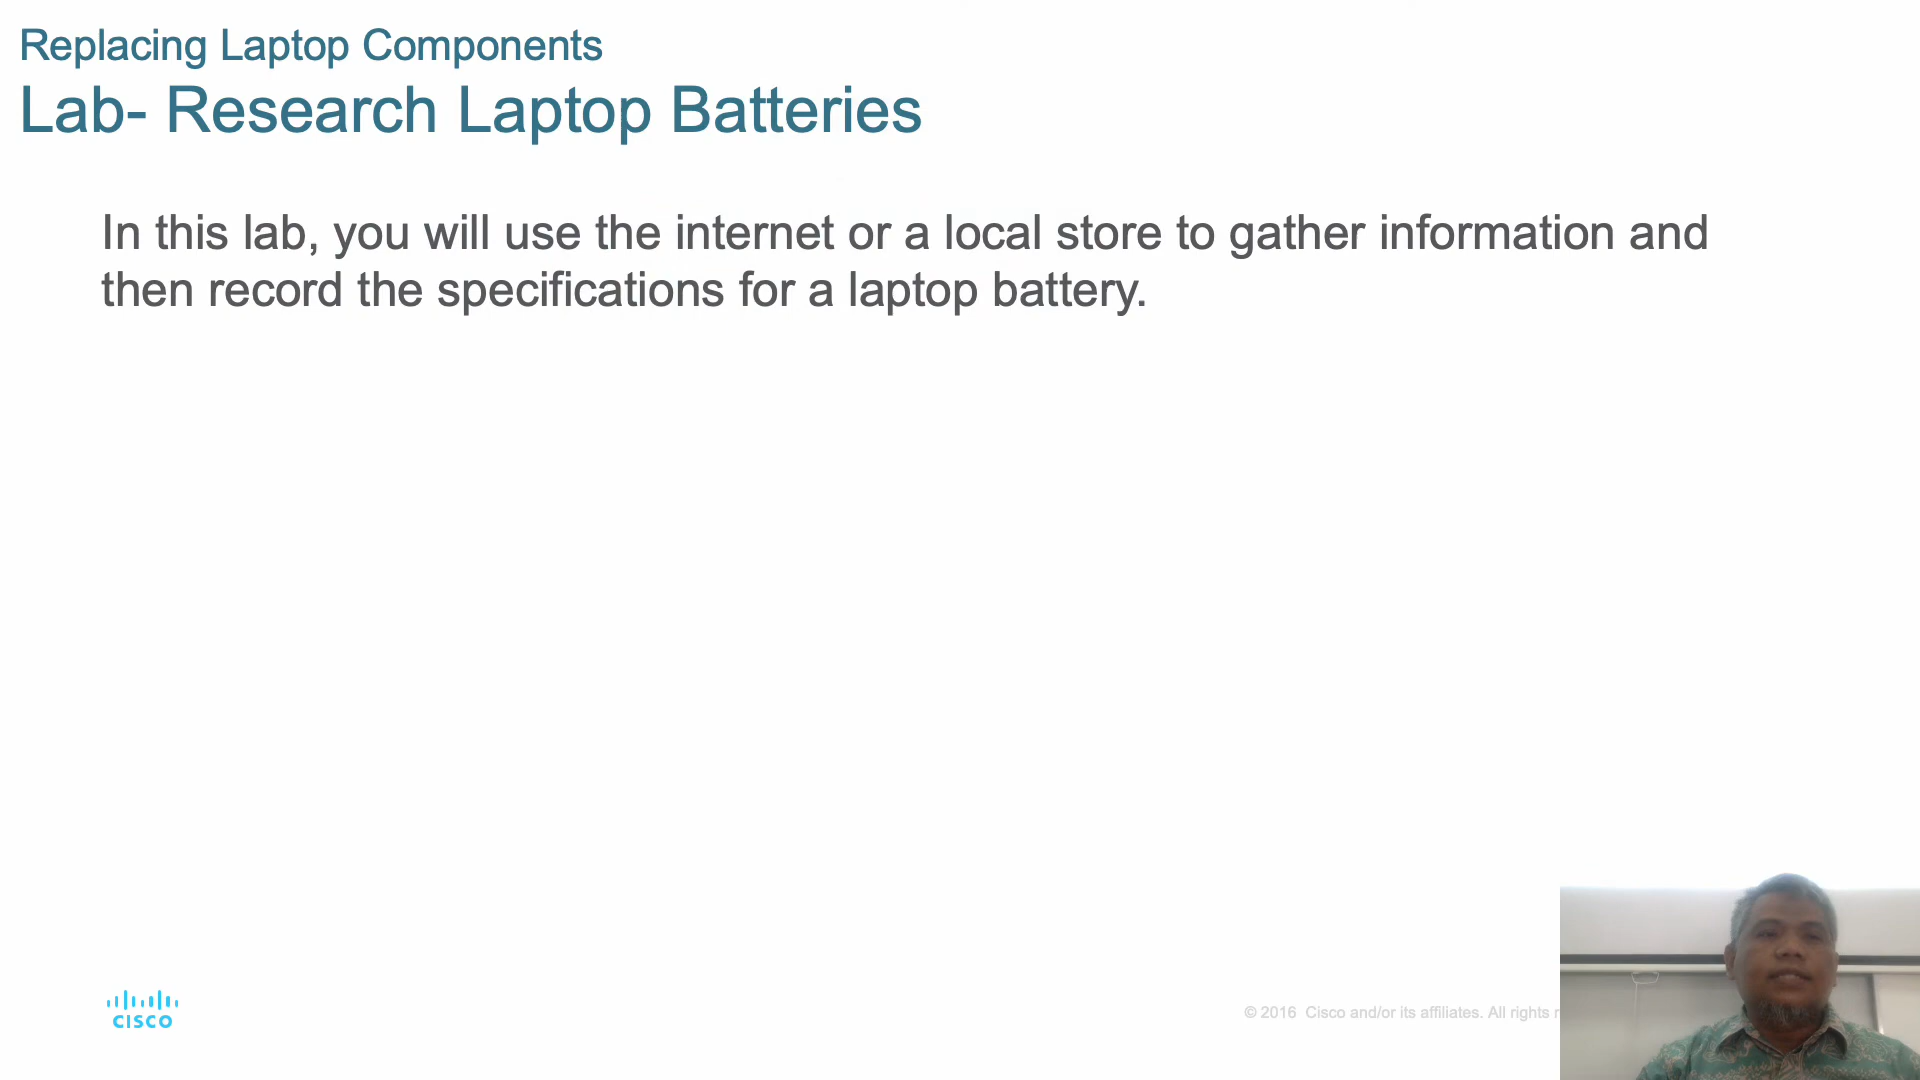 Replacing Laptop Components
Lab- Research Laptop Batteries
In this lab, you will use the internet or a local store to gather information and
then record the specifications for a laptop battery.
CISCO
© 2016 Cisco and/or its affiliates. All rights